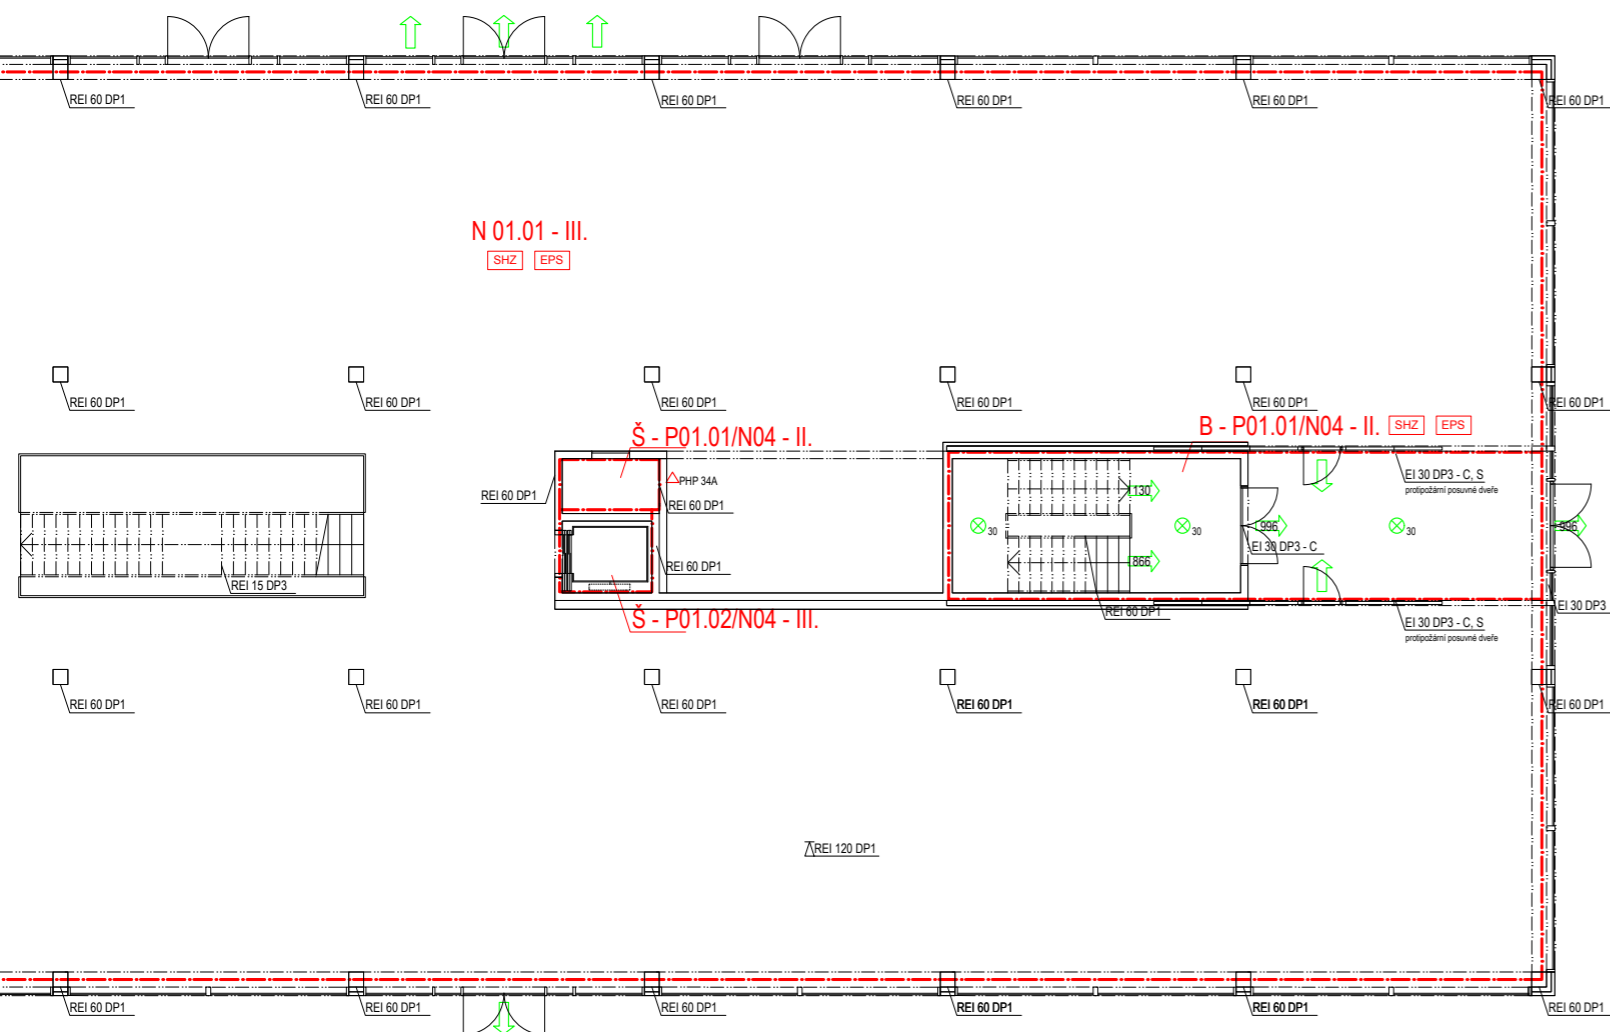 REI 60 DP1
REI 60 DP1
REI 60 DP1
REI 60 DP1
REI 60 DP1
REI 60 DP1
N 01.01 - III.
SHZ EPS
REI 60 DP1
REI 60 DP1
REI 60 DP1
REI 60 DP1
REI 60 DP1
REI 60 DP1
Š - P01.01/N04 - II.
B - P01.01/N04 - II. SHZ EPS
PHP 34A
REI 60 DP1
REI 60 DP1
EI 30 DP3 - C, S
protipožární posuvné dveře
1130
30
30
996
30
996
EI 30 DP3 - C
866
REI 60 DP1
REI 15 DP3
REI 60 DP1
EI 30 DP3
Š - P01.02/N04 - III.
EI 30 DP3 - C, S
protipožární posuvné dveře
REI 60 DP1
REI 60 DP1
REI 60 DP1
REI 60 DP1
REI 60 DP1
REI 60 DP1
REI 120 DP1
REI 60 DP1
REI 60 DP1
REI 60 DP1
REI 60 DP1
REI 60 DP1
REI 60 DP1